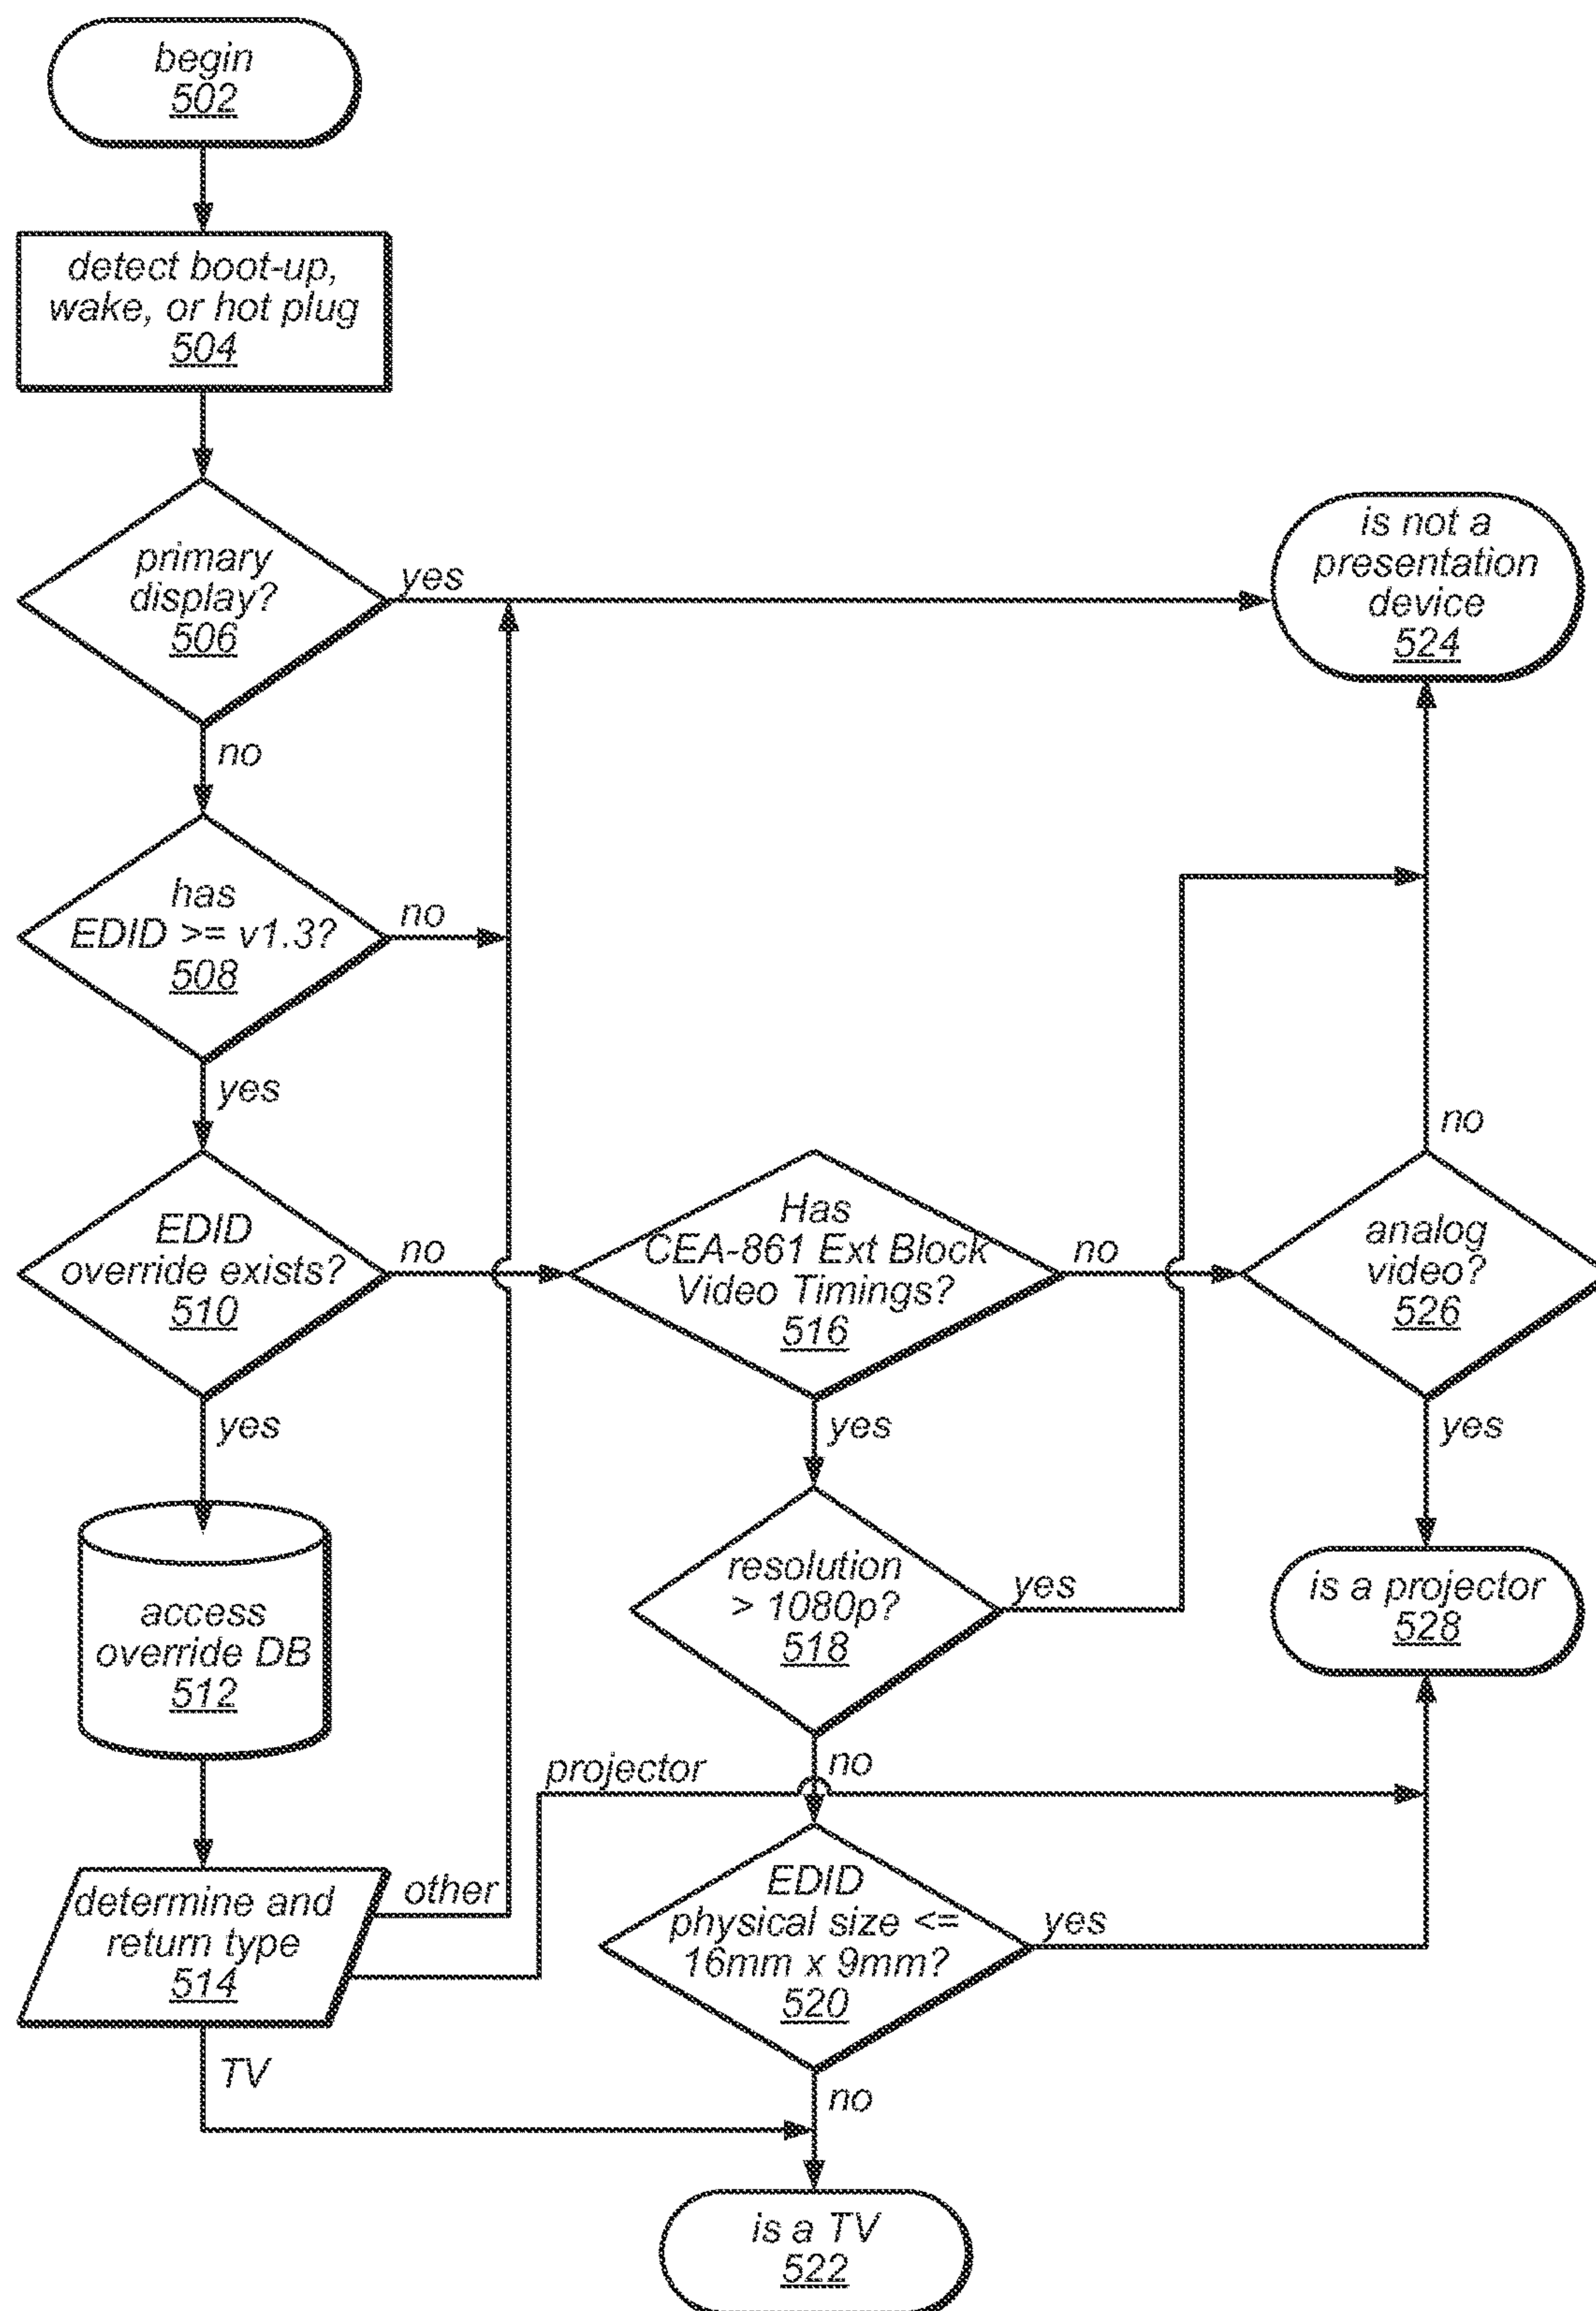 begin
502
detect boot-up,
wake, or hot plug
504
primary
display?
506
yes
no
is not a
presentation
device
524
has
EDID >= v1.3?
508
no
yes
EDID
override exists?
510
no
yes
Has
CEA-861 Ext Block
Video Timings?
516
no
yes
analog
video?
526
no
yes
access
override DB
512
resolution
> 1080p?
518
yes
no
is a projector
528
determine and
return type
514
other
projector
TV
EDID
physical size <=
16mm x 9mm?
520
yes
no
is a TV
522